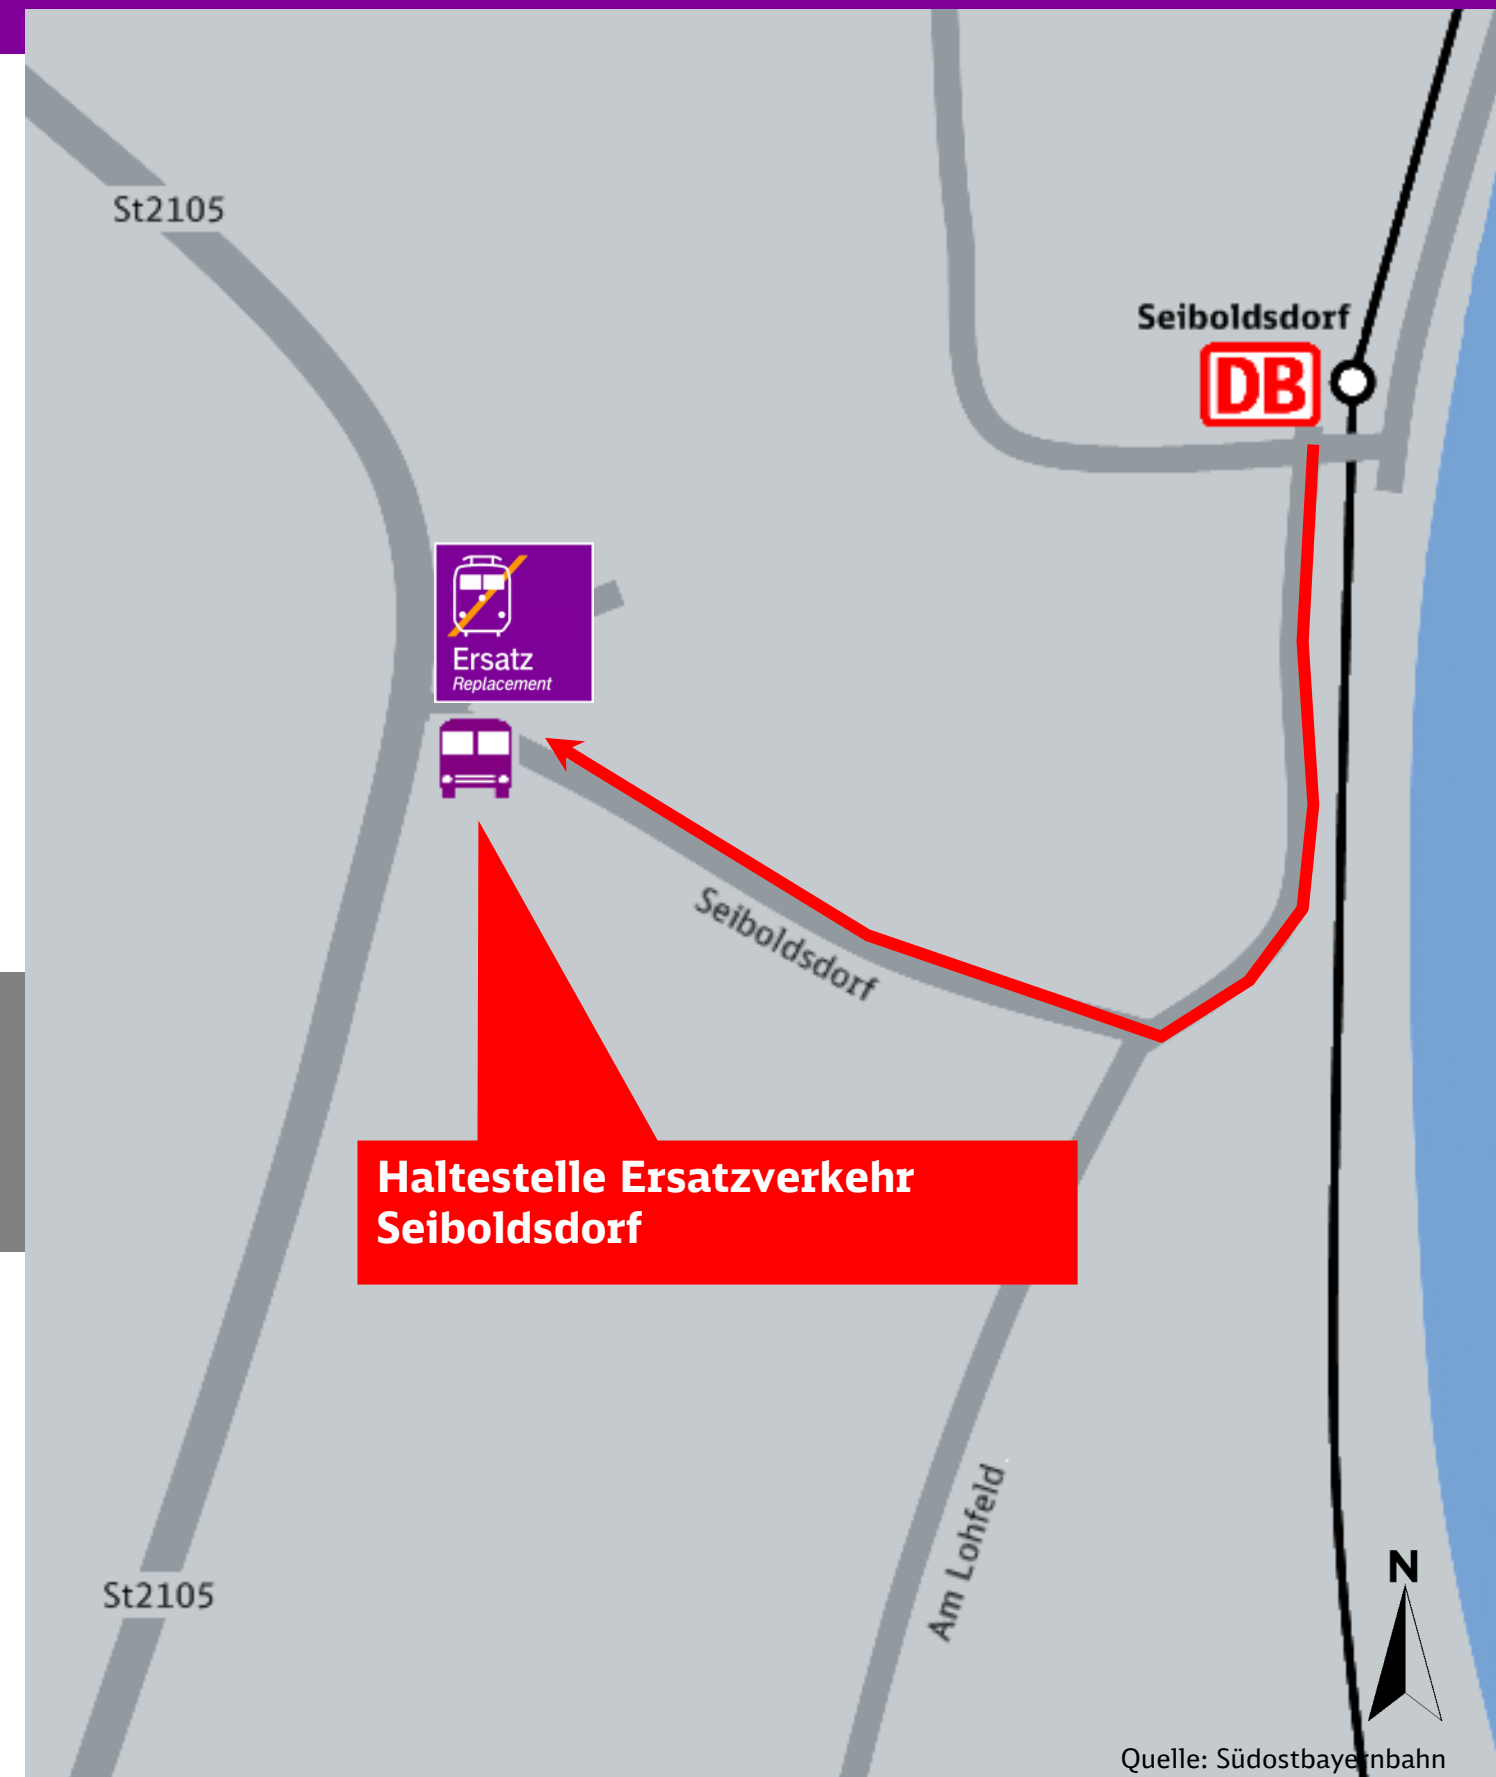 St2105
Seiboldsdorf
DB
Ersatz
Replacement
Seiboldsdorf
Haltestelle Ersatzverkehr
Seiboldsdorf
Am Lohfeld
N
St2105
Quelle: Südostbayernbahn